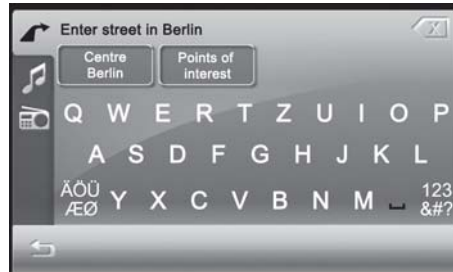 Enter street in Berlin
X
Centre
Berlin
Points of
interest
Q W E R T Z U I O P
A S D F G H J K L
ÄÖÜ
ÆØ
Y X C V B N M ⎵
123
&#?